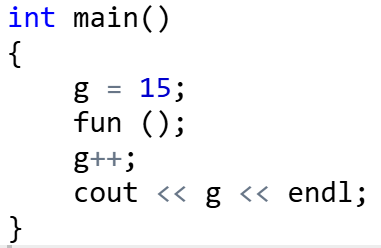 int main()
{
    g = 15;
    fun ();
    g++;
    cout << g << endl;
}